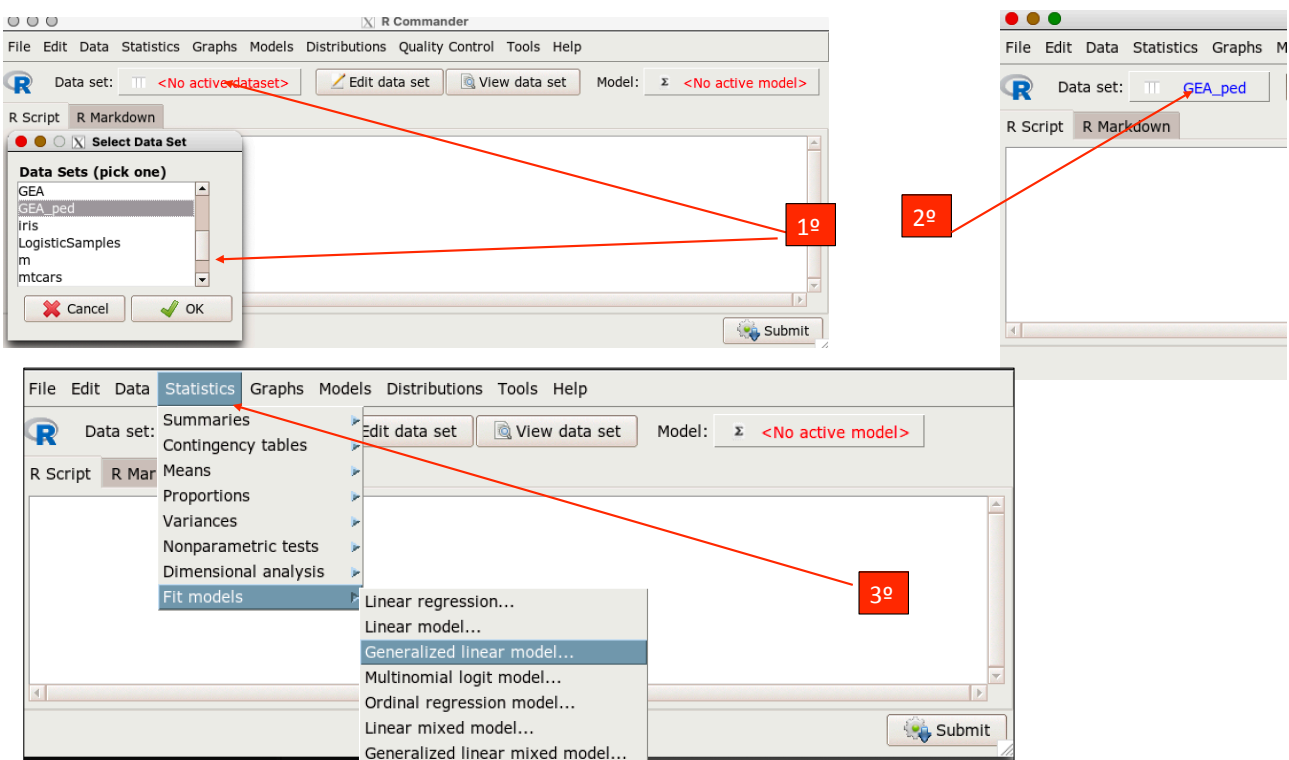 R Commander
File Edit Data Statistics Graphs Models Distributions Quality Control Tools Help
R Data set: <No active dataset> Edit data set View data set Model: Σ <No active model>
R Script R Markdown
Select Data Set
Data Sets (pick one)
GEA
GEA_ped
iris
LogisticSamples
m
mtcars
Cancel OK
Submit
1º
File Edit Data Statistics Graphs M
R Data set: GEA_ped
R Script R Markdown
2º
File Edit Data Statistics Graphs Models Distributions Tools Help
R Data set: Edit data set View data set Model: Σ <No active model>
R Script R Mar
Summaries
Contingency tables
Means
Proportions
Variances
Nonparametric tests
Dimensional analysis
Fit models
Linear regression...
Linear model...
Generalized linear model...
Multinomial logit model...
Ordinal regression model...
Linear mixed model...
Generalized linear mixed model...
3º
Submit